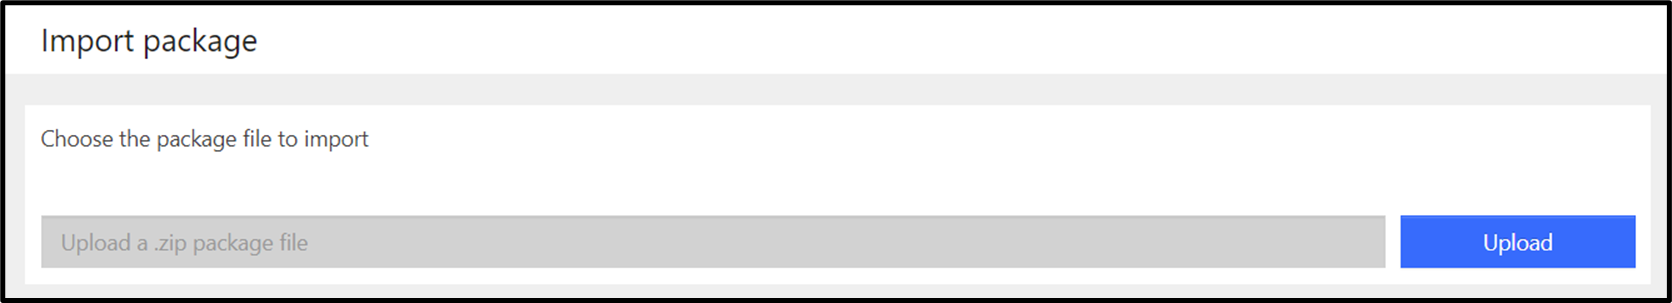 Import package
Choose the package file to import
Upload a .zip package file
Upload